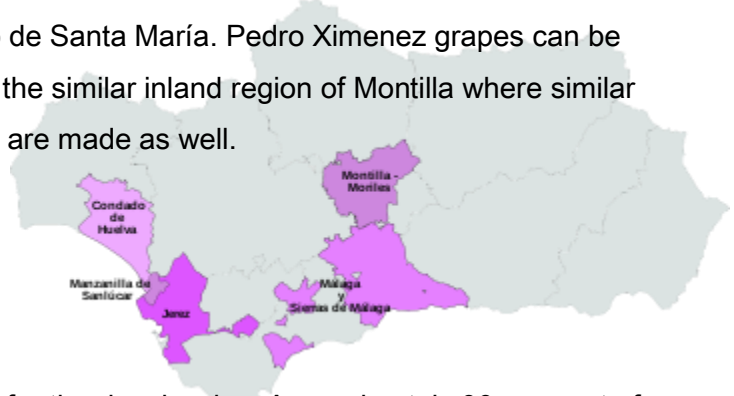 de Santa María. Pedro Ximenez grapes can be
the similar inland region of Montilla where similar
are made as well.
Montilla -
Moriles
Condado
de
Huelva
Manzanilla de
Sanlúcar
Jerez
Málaga
y
Sierras de Málaga